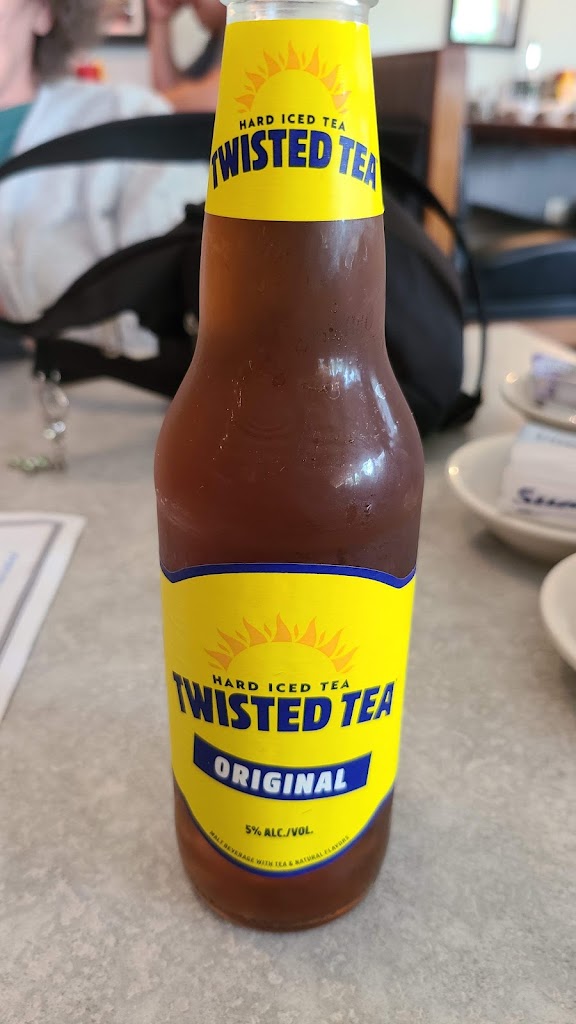 HARD ICED TEA
TWISTED TEA
HARD ICED TEA
TWISTED TEA
ORIGINAL
5% ALC./VOL.
MALT BEVERAGE WITH TEA & NATURAL FLAVORS